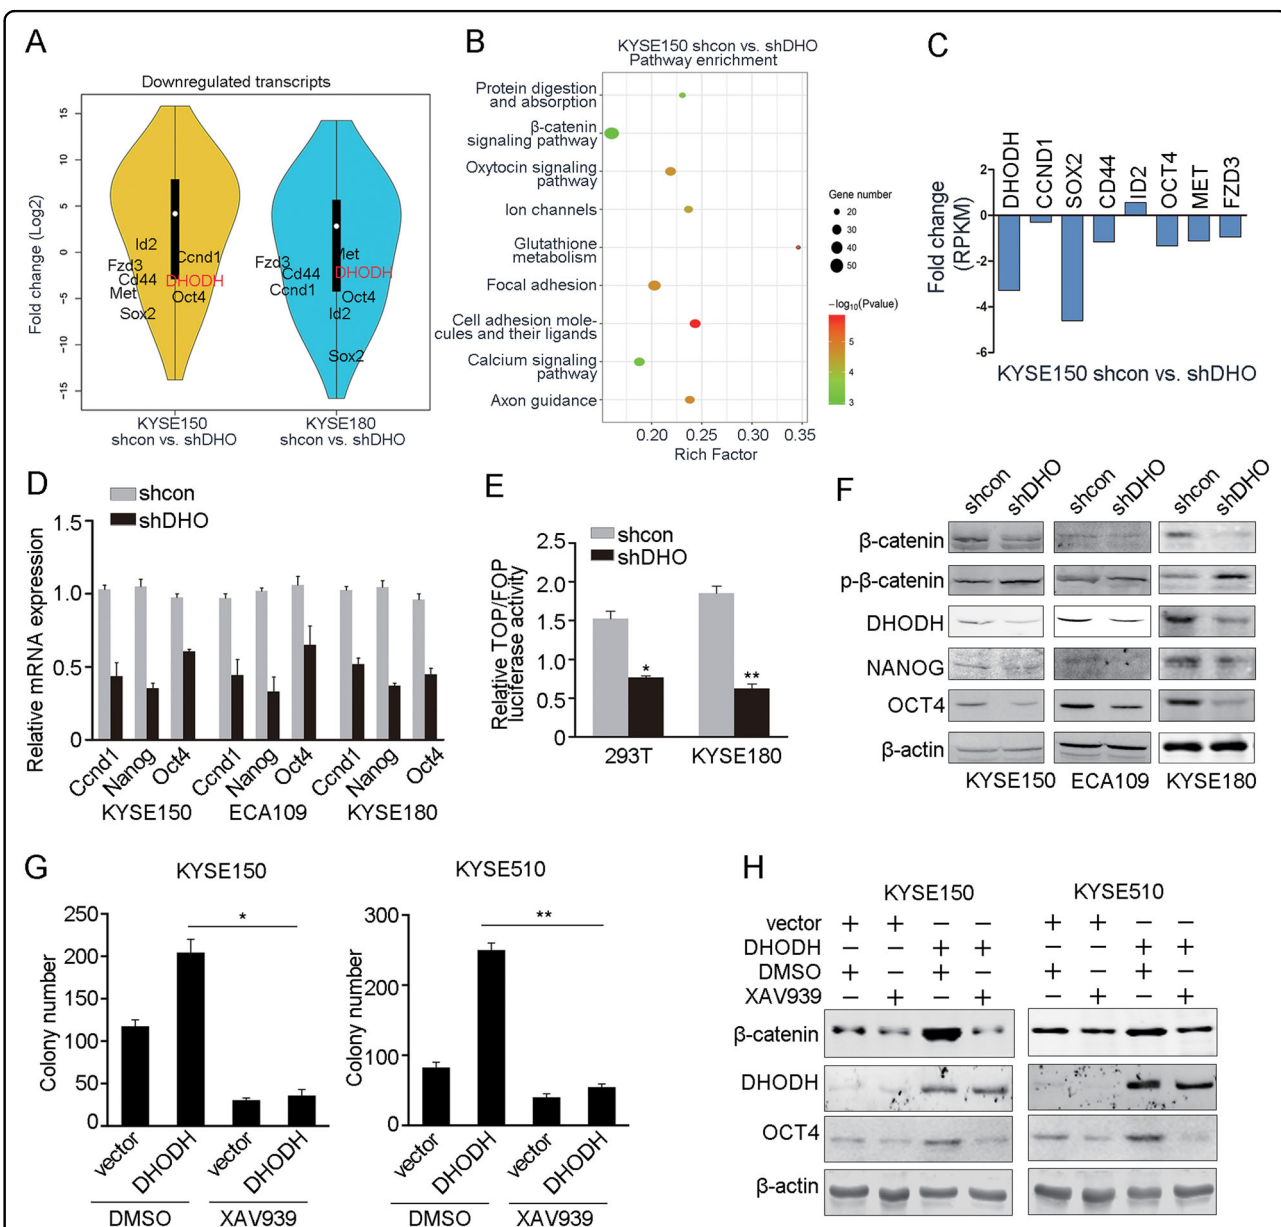 A
Downregulated transcripts
Fold change (Log2)
15
10
5
0
-5
-10
-15
Id2
Ccnd1
Fzd3
Cd44
DHODH
Met
Oct4
Sox2
Met
Fzd3
DHODH
Cd44
Ccnd1
Oct4
Id2
Sox2
KYSE150
shcon vs. shDHO
KYSE180
shcon vs. shDHO
B
KYSE150 shcon vs. shDHO
Pathway enrichment
Protein digestion
and absorption
β-catenin
signaling pathway
Oxytocin signaling
pathway
Ion channels
Glutathione
metabolism
Focal adhesion
Cell adhesion mole-
cules and their ligands
Calcium signaling
pathway
Axon guidance
0.20 0.25 0.30 0.35
Rich Factor
Gene number
20
30
40
50
−log10(Pvalue)
5
4
3
C
Fold change
(RPKM)
2
0
-2
-4
-6
DHODH
CCND1
SOX2
CD44
ID2
OCT4
MET
FZD3
KYSE150 shcon vs. shDHO
D
shcon
shDHO
Relative mRNA expression
1.5
1.0
0.5
0
Ccnd1 Nanog Oct4 Ccnd1 Nanog Oct4 Ccnd1 Nanog Oct4
KYSE150 ECA109 KYSE180
E
shcon
shDHO
Relative TOP/FOP
luciferase activity
2.5
2.0
1.5
1.0
0.5
0
*
**
293T KYSE180
F
shcon shDHO shcon shDHO shcon shDHO
β-catenin
p-β-catenin
DHODH
NANOG
OCT4
β-actin
KYSE150 ECA109 KYSE180
G
KYSE150
Colony number
250
200
150
100
50
0
*
vector DHODH vector DHODH
DMSO XAV939
KYSE510
Colony number
300
200
100
0
**
vector DHODH vector DHODH
DMSO XAV939
H
KYSE150 KYSE510
vector + + − − + + − −
DHODH − − + + − − + +
DMSO + − + − + − + −
XAV939 − + − + − + − +
β-catenin
DHODH
OCT4
β-actin